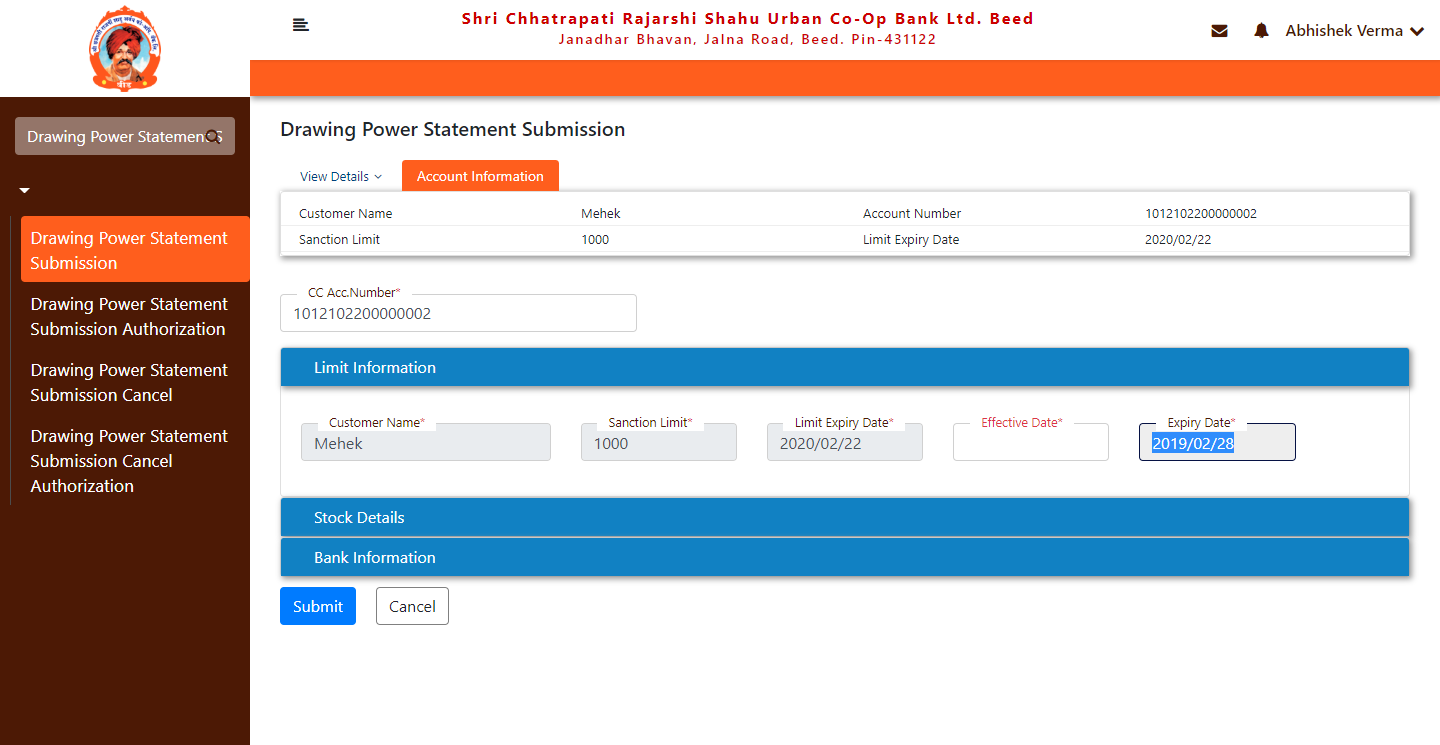 Shri Chhatrapati Rajarshi Shahu Urban Co-Op Bank Ltd. Beed
Janadhar Bhavan, Jalna Road, Beed. Pin-431122
Abhishek Verma
Drawing Power Statement
Drawing Power Statement Submission
Drawing Power Statement Submission
View Details
Account Information
Customer Name Mehek Account Number 1012102200000002
Sanction Limit 1000 Limit Expiry Date 2020/02/22
Drawing Power Statement
Submission Authorization
CC Acc.Number*
1012102200000002
Drawing Power Statement
Submission Cancel
Limit Information
Drawing Power Statement
Submission Cancel
Authorization
Customer Name* Sanction Limit* Limit Expiry Date* Effective Date* Expiry Date*
Mehek 1000 2020/02/22 2019/02/28
Stock Details
Bank Information
Submit Cancel